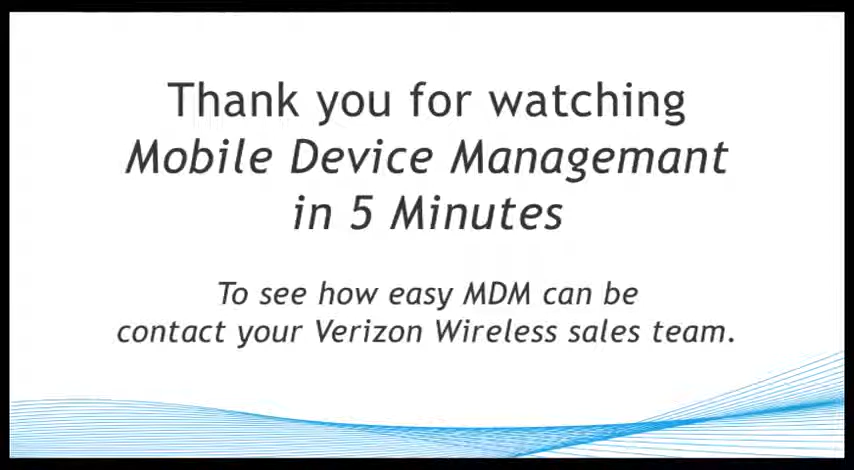 Thank you for watching
Mobile Device Managemant
in 5 Minutes
To see how easy MDM can be
contact your Verizon Wireless sales team.